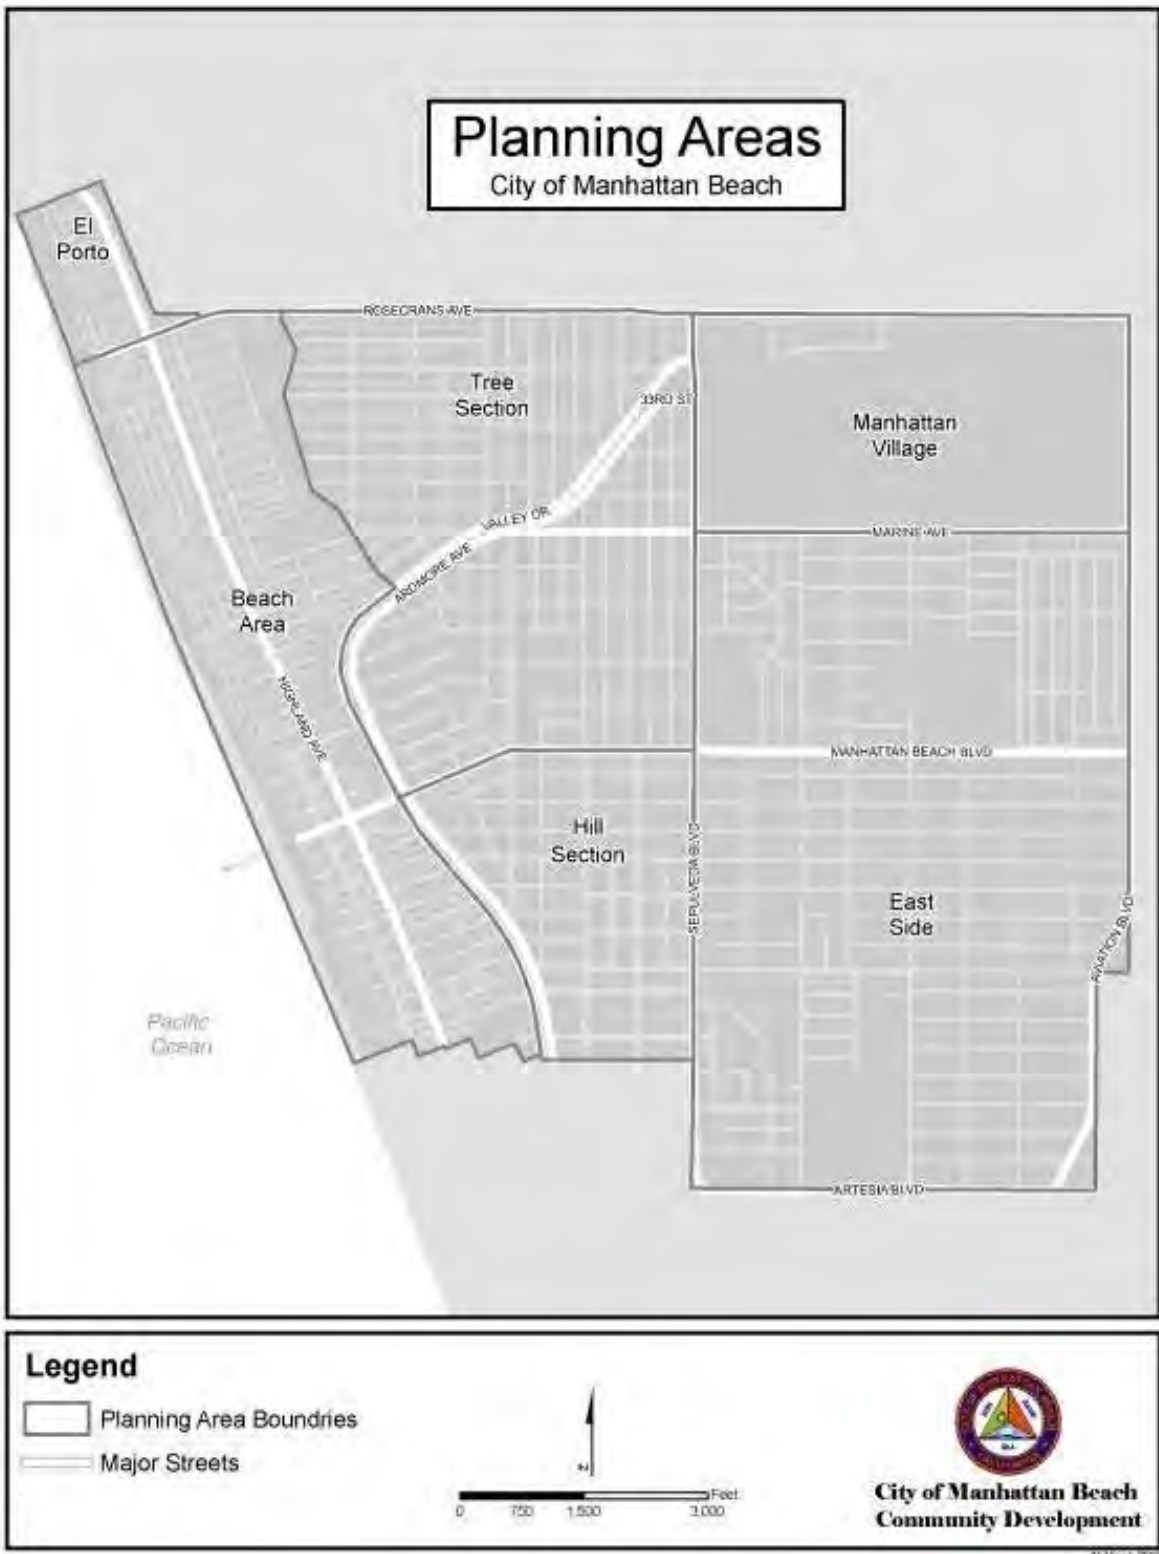 Planning Areas
City of Manhattan Beach
El
Porto
ROSECRANS AVE
Tree
Section
33RD ST
Manhattan
Village
VALLEY DR
MARINE AVE
ARDMORE AVE
Beach
Area
HIGHLAND AVE
MANHATTAN BEACH BLVD
Hill
Section
SEPULVEDA BLVD
East
Side
AVIATION BLVD
Pacific
Ocean
ARTESIA BLVD
Legend
Planning Area Boundries
Major Streets
z
Feet
0 750 1,500 3,000
City of Manhattan Beach
Community Development